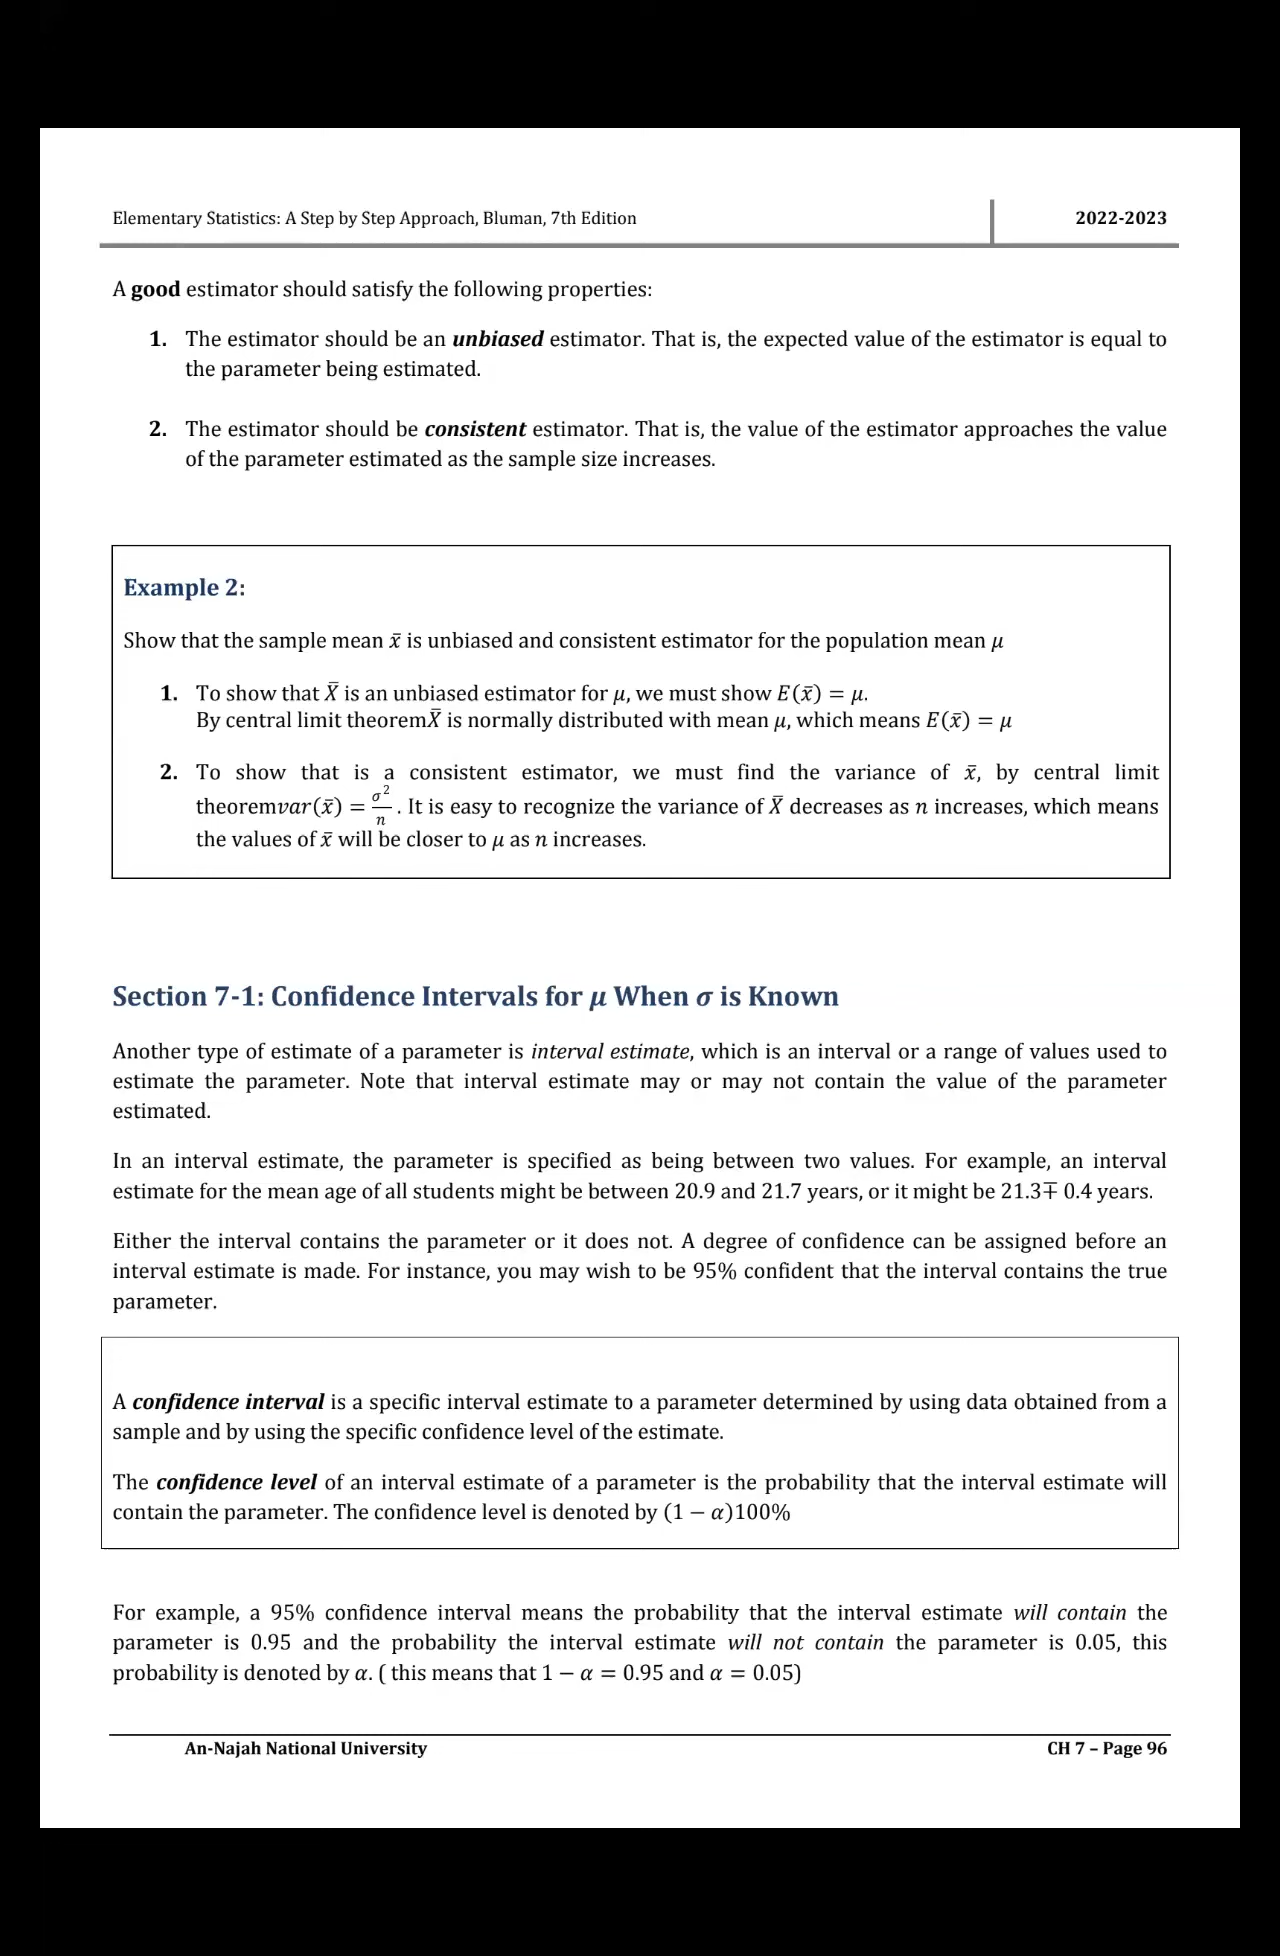 Elementary Statistics: A Step by Step Approach, Bluman, 7th Edition 2022-2023
A good estimator should satisfy the following properties:
1. The estimator should be an unbiased estimator. That is, the expected value of the estimator is equal to
the parameter being estimated.
2. The estimator should be consistent estimator. That is, the value of the estimator approaches the value
of the parameter estimated as the sample size increases.
Example 2:
Show that the sample mean x̄ is unbiased and consistent estimator for the population mean μ
1. To show that X̄ is an unbiased estimator for μ, we must show E(x̄) = μ.
By central limit theoremX̄ is normally distributed with mean μ, which means E(x̄) = μ
2. To show that is a consistent estimator, we must find the variance of x̄, by central limit
theoremvar(x̄) = σ²/n . It is easy to recognize the variance of X̄ decreases as n increases, which means
the values of x̄ will be closer to μ as n increases.
Section 7-1: Confidence Intervals for μ When σ is Known
Another type of estimate of a parameter is interval estimate, which is an interval or a range of values used to
estimate the parameter. Note that interval estimate may or may not contain the value of the parameter
estimated.
In an interval estimate, the parameter is specified as being between two values. For example, an interval
estimate for the mean age of all students might be between 20.9 and 21.7 years, or it might be 21.3∓ 0.4 years.
Either the interval contains the parameter or it does not. A degree of confidence can be assigned before an
interval estimate is made. For instance, you may wish to be 95% confident that the interval contains the true
parameter.
A confidence interval is a specific interval estimate to a parameter determined by using data obtained from a
sample and by using the specific confidence level of the estimate.
The confidence level of an interval estimate of a parameter is the probability that the interval estimate will
contain the parameter. The confidence level is denoted by (1 − α)100%
For example, a 95% confidence interval means the probability that the interval estimate will contain the
parameter is 0.95 and the probability the interval estimate will not contain the parameter is 0.05, this
probability is denoted by α. ( this means that 1 − α = 0.95 and α = 0.05)
An-Najah National University CH 7 – Page 96